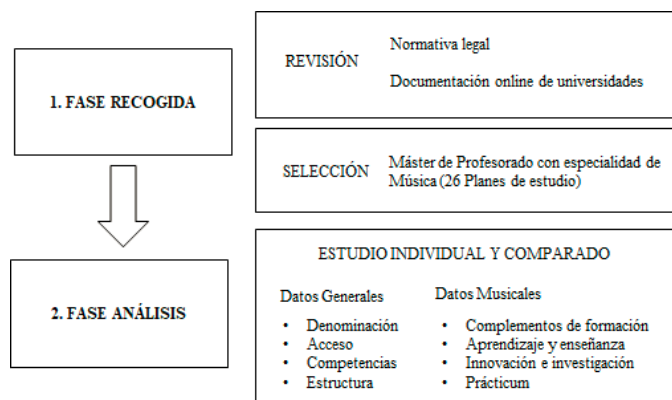 1. FASE RECOGIDA
REVISIÓN
Normativa legal
Documentación online de universidades
SELECCIÓN
Máster de Profesorado con especialidad de
Música (26 Planes de estudio)
2. FASE ANÁLISIS
ESTUDIO INDIVIDUAL Y COMPARADO
Datos Generales
• Denominación
• Acceso
• Competencias
• Estructura
Datos Musicales
• Complementos de formación
• Aprendizaje y enseñanza
• Innovación e investigación
• Prácticum